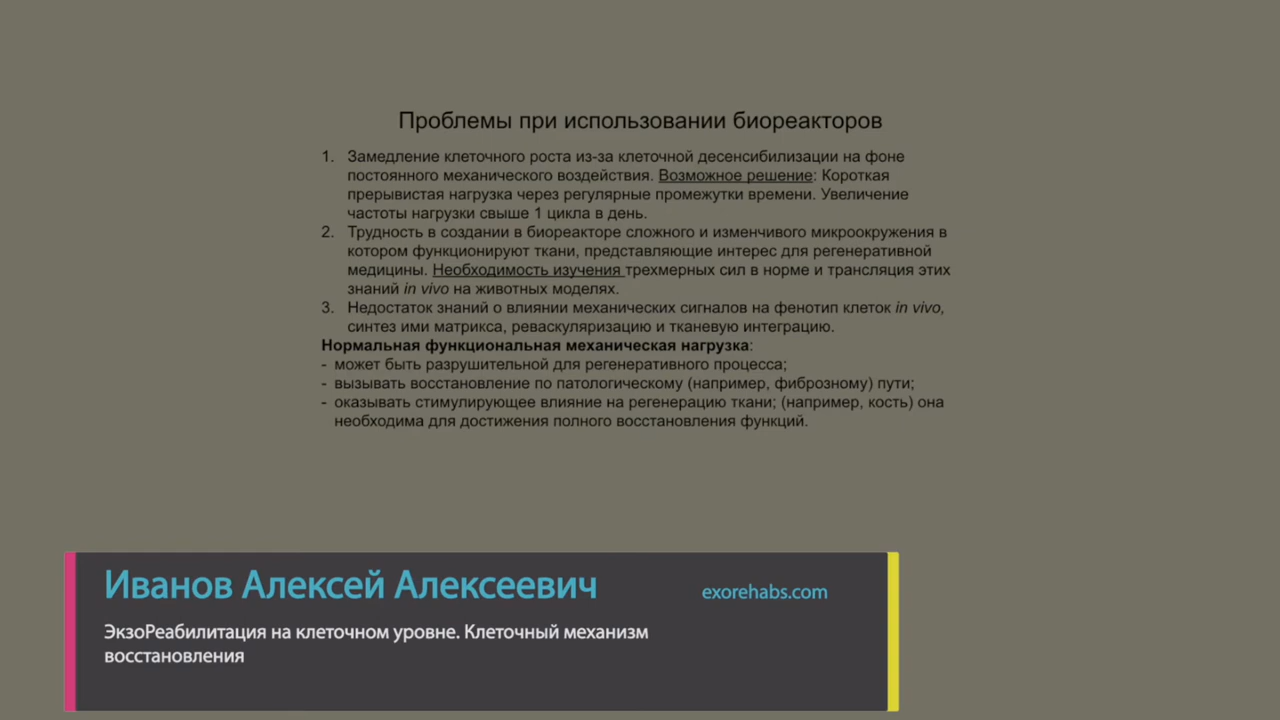 Проблемы при использовании биореакторов
1. Замедление клеточного роста из-за клеточной десенсибилизации на фоне
постоянного механического воздействия. Возможное решение: Короткая
прерывистая нагрузка через регулярные промежутки времени. Увеличение
частоты нагрузки свыше 1 цикла в день.
2. Трудность в создании в биореакторе сложного и изменчивого микроокружения в
котором функционируют ткани, представляющие интерес для регенеративной
медицины. Необходимость изучения трехмерных сил в норме и трансляция этих
знаний in vivo на животных моделях.
3. Недостаток знаний о влиянии механических сигналов на фенотип клеток in vivo,
синтез ими матрикса, реваскуляризацию и тканевую интеграцию.
Нормальная функциональная механическая нагрузка:
- может быть разрушительной для регенеративного процесса;
- вызывать восстановление по патологическому (например, фиброзному) пути;
- оказывать стимулирующее влияние на регенерацию ткани; (например, кость) она
необходима для достижения полного восстановления функций.
Иванов Алексей Алексеевич
exorehabs.com
ЭкзоРеабилитация на клеточном уровне. Клеточный механизм
восстановления